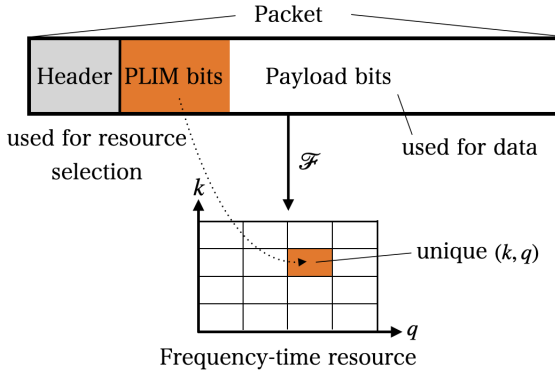 Packet
Header PLIM bits Payload bits
used for resource
selection
used for data
ℱ
k
unique (k, q)
q
Frequency-time resource